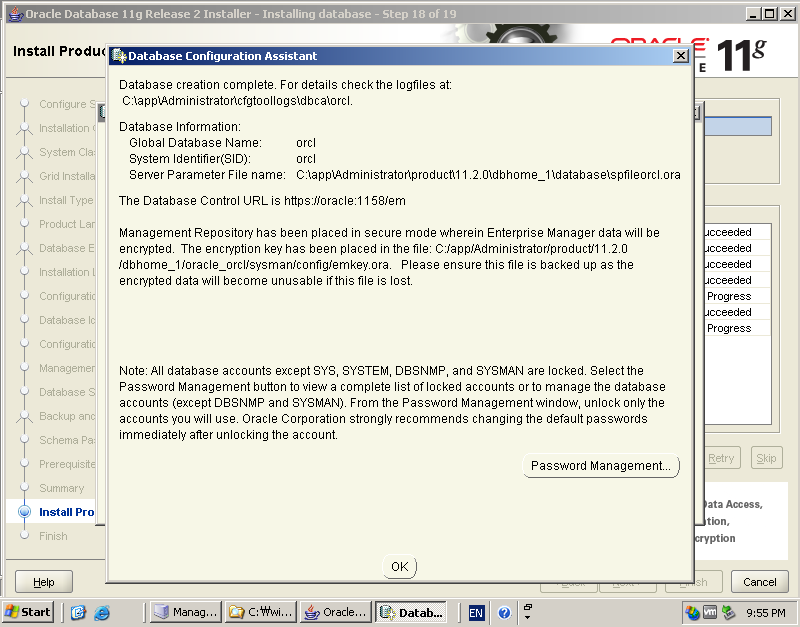 Oracle Database 11g Release 2 Installer - Installing database - Step 18 of 19
Install Produc
ORACLE
11g
E
Database Configuration Assistant
Database creation complete. For details check the logfiles at:
C:\app\Administrator\cfgtoollogs\dbca\orcl.
Database Information:
Global Database Name: orcl
System Identifier(SID): orcl
Server Parameter File name: C:\app\Administrator\product\11.2.0\dbhome_1\database\spfileorcl.ora
The Database Control URL is https://oracle:1158/em
Management Repository has been placed in secure mode wherein Enterprise Manager data will be
encrypted. The encryption key has been placed in the file: C:/app/Administrator/product/11.2.0
/dbhome_1/oracle_orcl/sysman/config/emkey.ora. Please ensure this file is backed up as the
encrypted data will become unusable if this file is lost.
Note: All database accounts except SYS, SYSTEM, DBSNMP, and SYSMAN are locked. Select the
Password Management button to view a complete list of locked accounts or to manage the database
accounts (except DBSNMP and SYSMAN). From the Password Management window, unlock only the
accounts you will use. Oracle Corporation strongly recommends changing the default passwords
immediately after unlocking the account.
Password Management...
OK
Configure S
Installation
System Clas
Grid Installa
Install Type
Product Lan
Database E
Installation L
Configuratio
Database Id
Configuratio
Managemen
Database S
Backup and
Schema Pas
Prerequisite
Summary
Install Pro
Finish
ucceeded
ucceeded
ucceeded
ucceeded
Progress
ucceeded
Progress
Retry
Skip
Data Access,
tion,
cryption
Help
Cancel
Start
Manag...
C:\wi...
Oracle...
Datab...
EN
9:55 PM